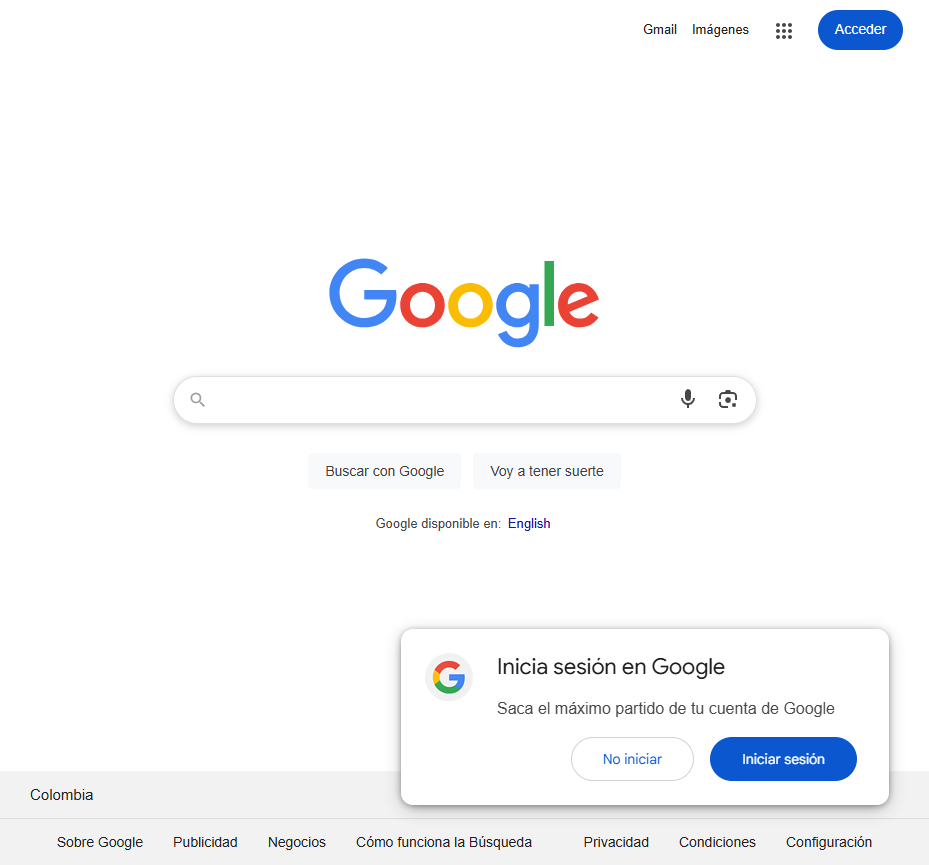 Gmail Imágenes Acceder
Google
Buscar con Google Voy a tener suerte
Google disponible en: English
Inicia sesión en Google
Saca el máximo partido de tu cuenta de Google
No iniciar Iniciar sesión
Colombia
Sobre Google Publicidad Negocios Cómo funciona la Búsqueda Privacidad Condiciones Configuración